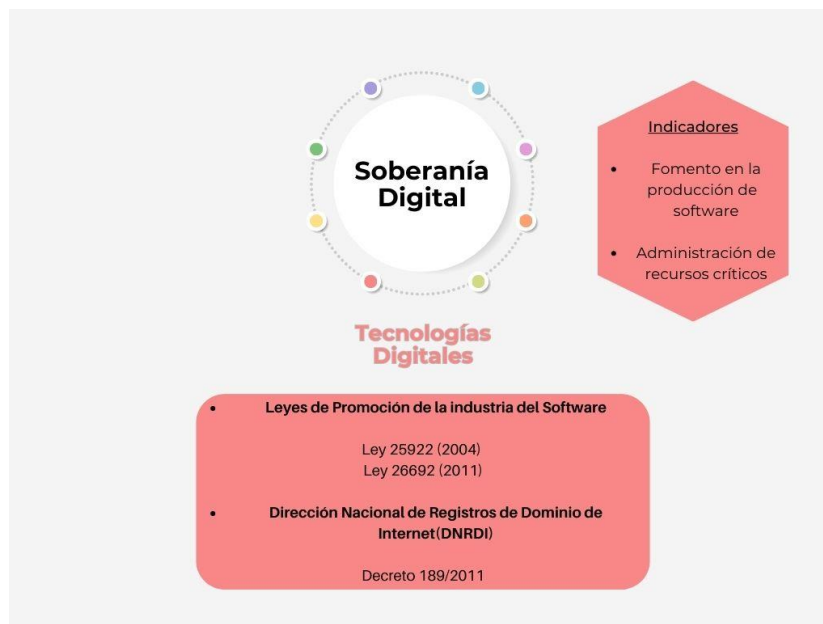 Soberanía
Digital
Indicadores
• Fomento en la
producción de
software
• Administración de
recursos críticos
Tecnologías
Digitales
• Leyes de Promoción de la industria del Software
Ley 25922 (2004)
Ley 26692 (2011)
• Dirección Nacional de Registros de Dominio de
Internet(DNRDI)
Decreto 189/2011